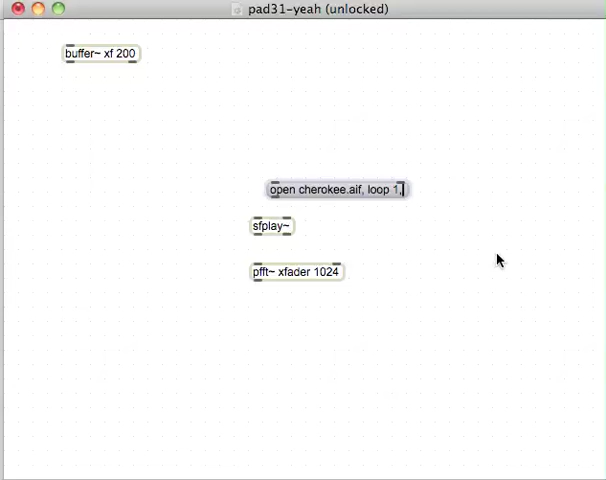 pad31-yeah (unlocked)
buffer~ xf 200
open cherokee.aif, loop 1,
sfplay~
pfft~ xfader 1024